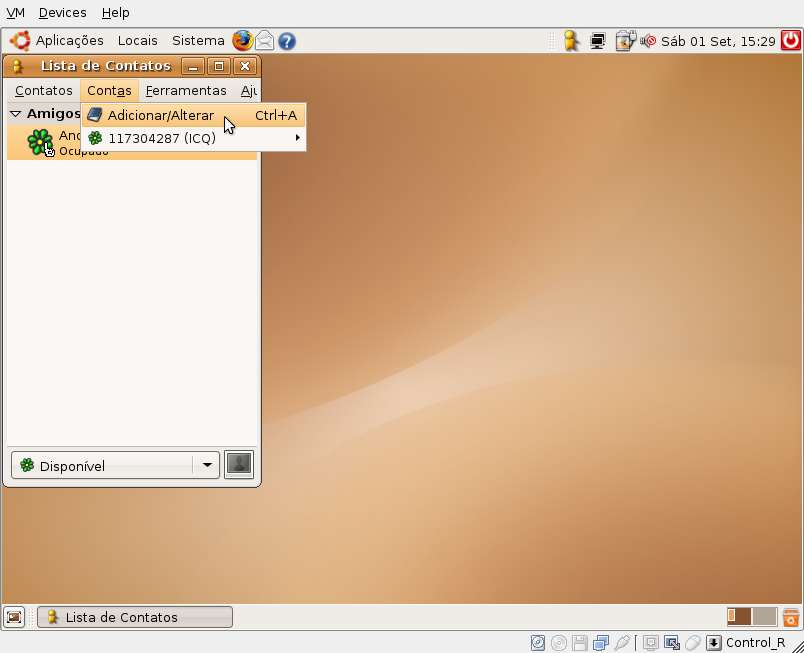 VM Devices Help
Aplicações Locais Sistema Sáb 01 Set, 15:29
Lista de Contatos
Contatos Contas Ferramentas Aju
Amigos
Adicionar/Alterar Ctrl+A
117304287 (ICQ)
Ocupado
Disponível
Lista de Contatos
Control_R